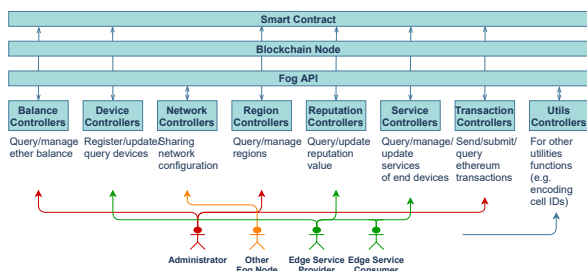 Smart Contract
Blockchain Node
Fog API
Balance Controllers
Device Controllers
Network Controllers
Region Controllers
Reputation Controllers
Service Controllers
Transaction Controllers
Utils Controllers
Query/manage
ether balance
Register/update/
query devices
Sharing
network
configuration
Query/manage
regions
Query/update
reputation
value
Query/manage/
update
services
of end devices
Send/submit/
query
ethereum
transactions
For other
utilities
functions
(e.g.
encoding
cell IDs)
Administrator
Other
Fog Node
Edge Service
Provider
Edge Service
Consumer